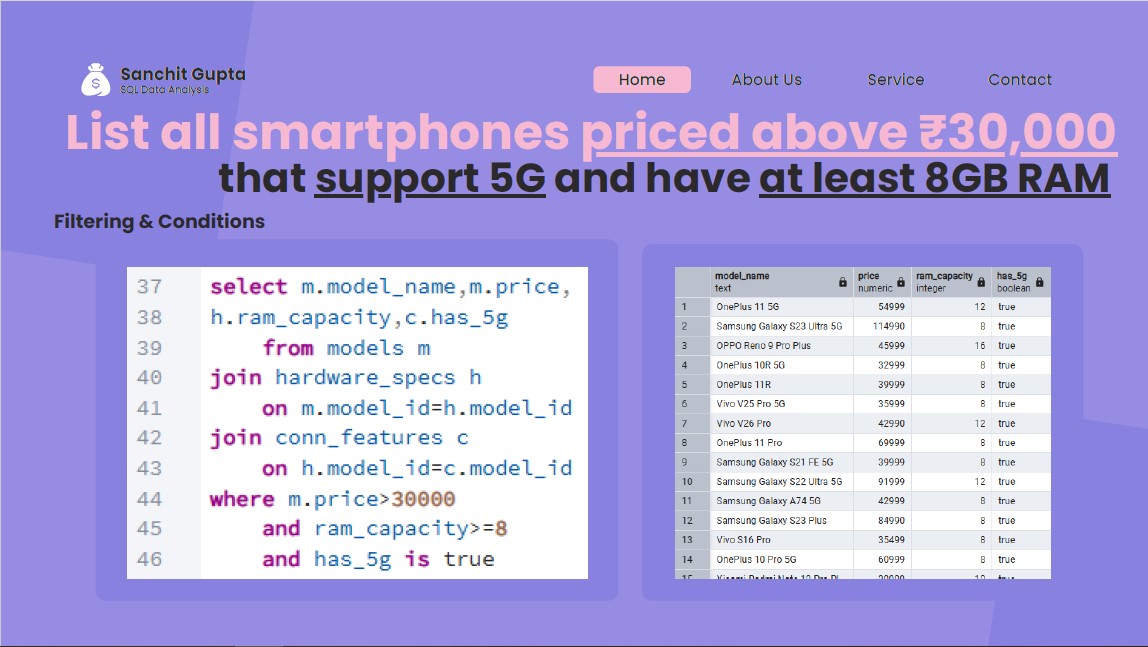 Sanchit Gupta
SQL Data Analysis
Home About Us Service Contact
List all smartphones priced above ₹30,000
that support 5G and have at least 8GB RAM
Filtering & Conditions
37 select m.model_name,m.price,
38 h.ram_capacity,c.has_5g
39 from models m
40 join hardware_specs h
41 on m.model_id=h.model_id
42 join conn_features c
43 on h.model_id=c.model_id
44 where m.price>30000
45 and ram_capacity>=8
46 and has_5g is true
model_name price ram_capacity has_5g
text numeric integer boolean
1 OnePlus 11 5G 54999 12 true
2 Samsung Galaxy S23 Ultra 5G 114990 8 true
3 OPPO Reno 9 Pro Plus 45999 16 true
4 OnePlus 10R 5G 32999 8 true
5 OnePlus 11R 39999 8 true
6 Vivo V25 Pro 5G 35999 8 true
7 Vivo V26 Pro 42990 12 true
8 OnePlus 11 Pro 69999 8 true
9 Samsung Galaxy S21 FE 5G 39999 8 true
10 Samsung Galaxy S22 Ultra 5G 91999 12 true
11 Samsung Galaxy A74 5G 42999 8 true
12 Samsung Galaxy S23 Plus 84990 8 true
13 Vivo S16 Pro 35499 8 true
14 OnePlus 10 Pro 5G 60999 8 true